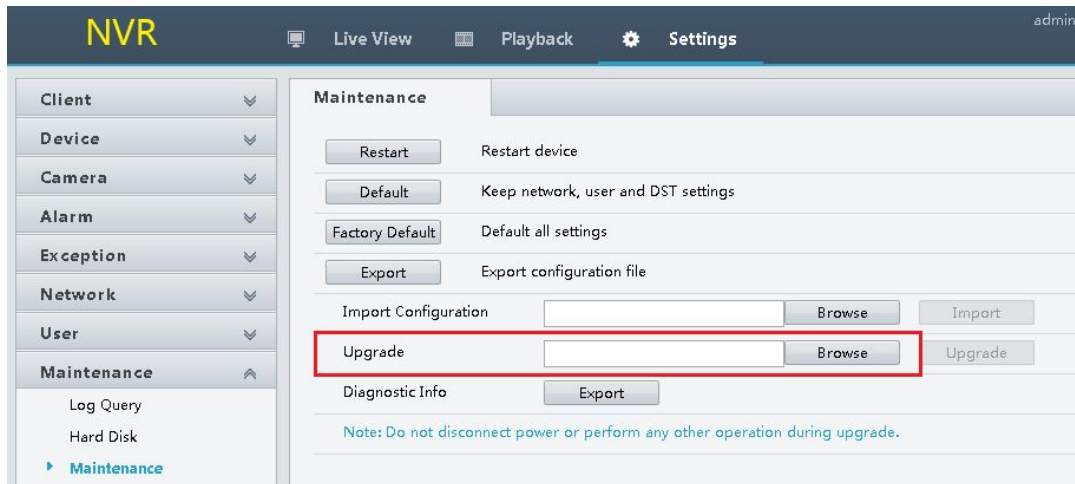 NVR
Live View Playback Settings
admin
Client
Device
Camera
Alarm
Exception
Network
User
Maintenance
Log Query
Hard Disk
Maintenance
Maintenance
Restart Restart device
Default Keep network, user and DST settings
Factory Default Default all settings
Export Export configuration file
Import Configuration Browse Import
Upgrade Browse Upgrade
Diagnostic Info Export
Note: Do not disconnect power or perform any other operation during upgrade.